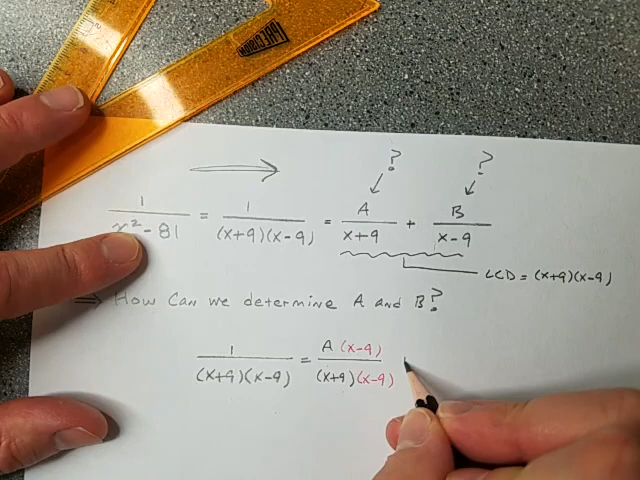 PRECISION
? ?
1/x²-81 = 1/(x+9)(x-9) = A/x+9 + B/x-9
LCD = (x+9)(x-9)
⇒ How Can we determine A and B?
1/(x+9)(x-9) = A(x-9)/(x+9)(x-9)